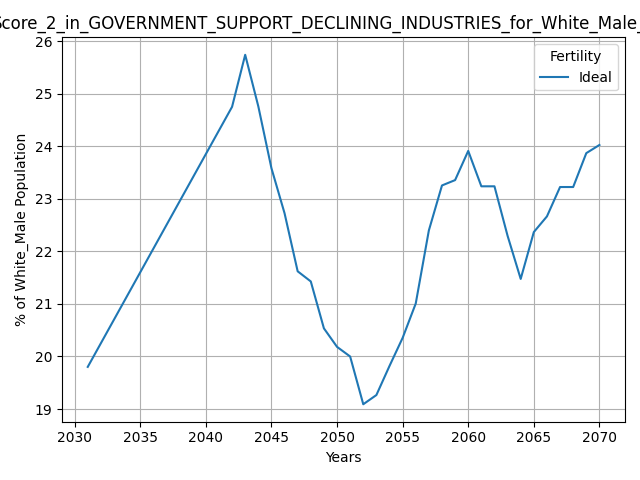 Score_2_in_GOVERNMENT_SUPPORT_DECLINING_INDUSTRIES_for_White_Male_
26
25
24
23
22
21
20
19
% of White_Male Population
Fertility
Ideal
2030 2035 2040 2045 2050 2055 2060 2065 2070
Years